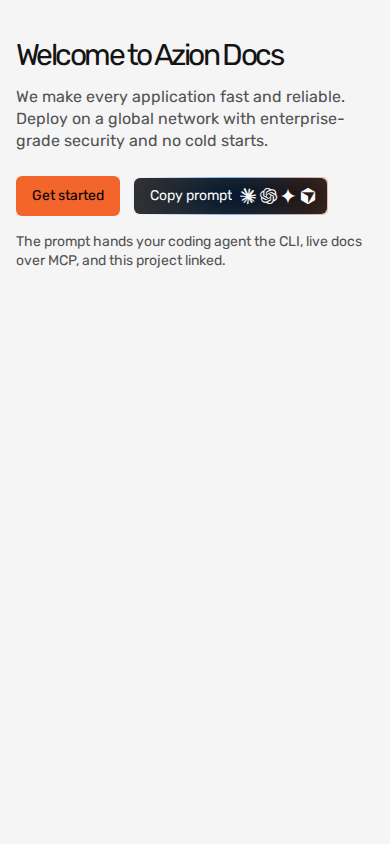 Welcome to Azion Docs
We make every application fast and reliable.
Deploy on a global network with enterprise-
grade security and no cold starts.
Get started
Copy prompt
The prompt hands your coding agent the CLI, live docs
over MCP, and this project linked.